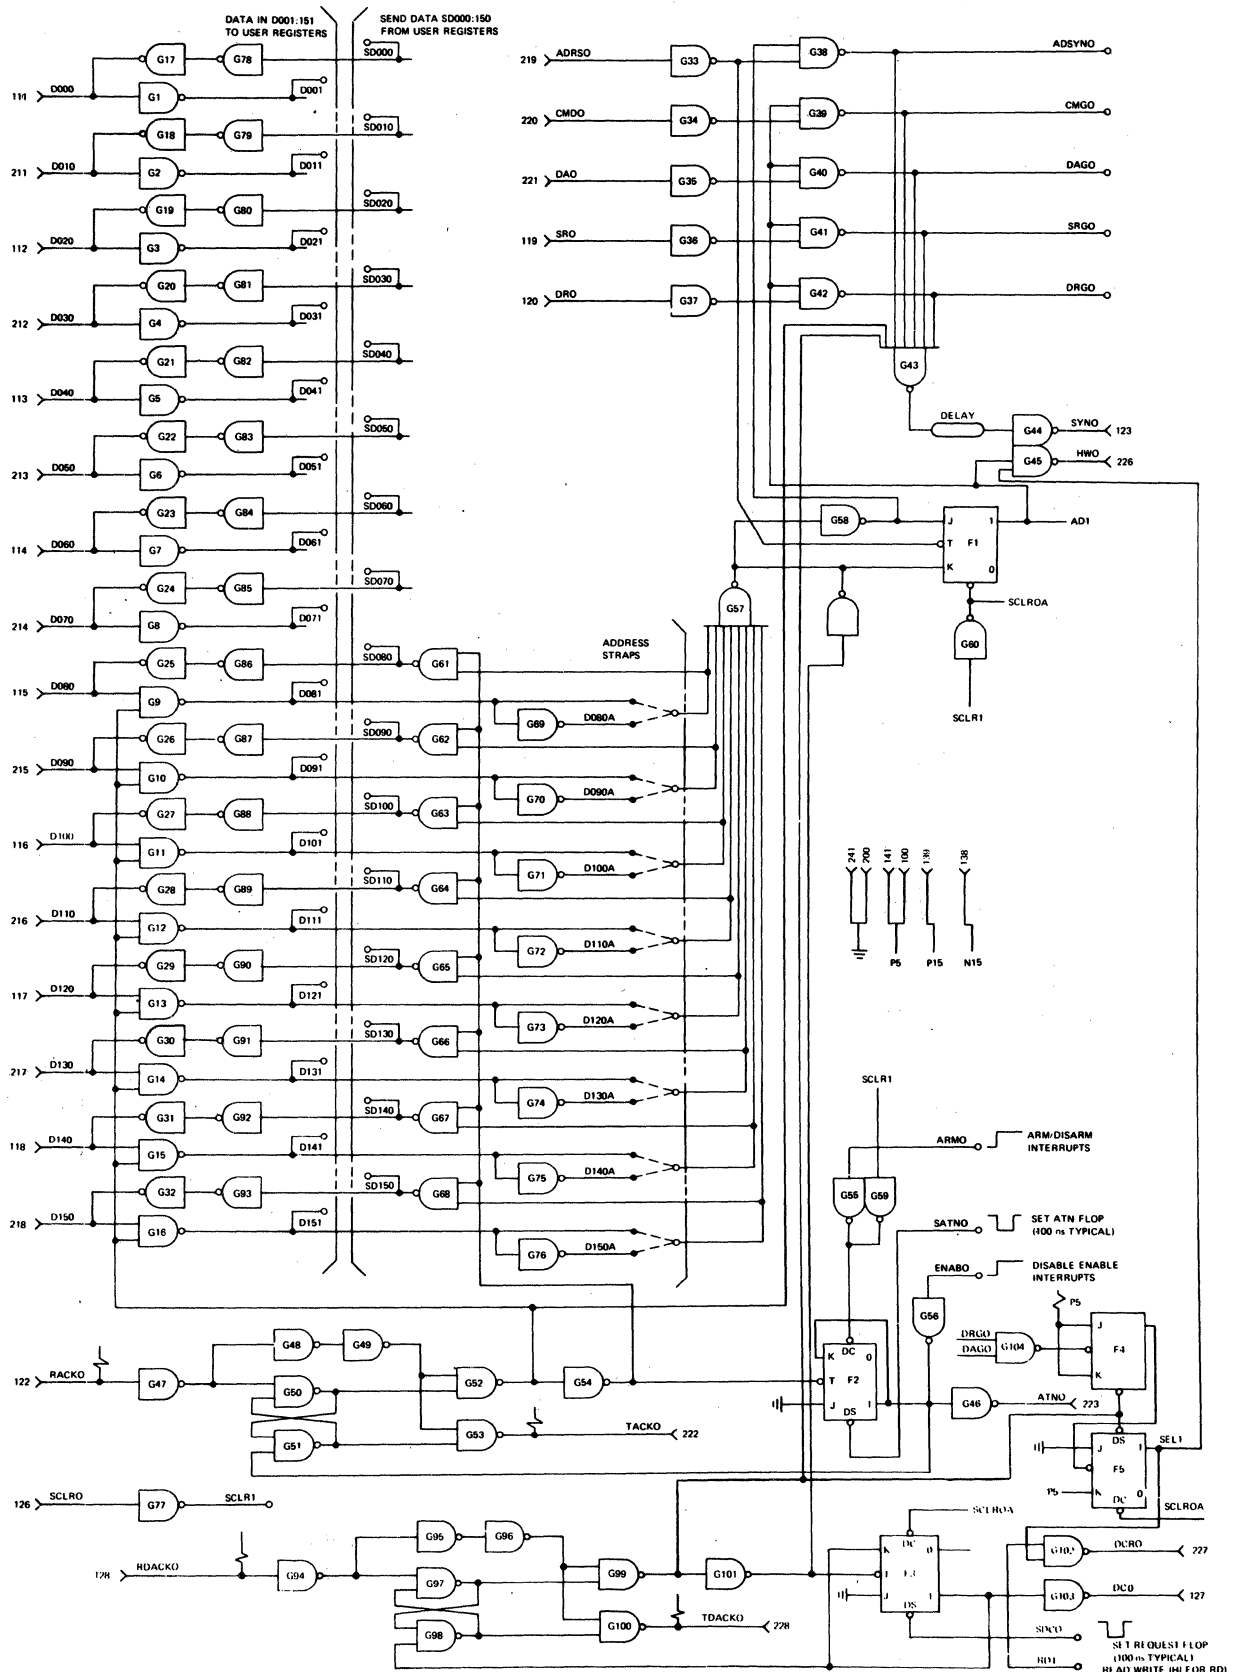 DATA IN D001:151
TO USER REGISTERS
SEND DATA SD000:150
FROM USER REGISTERS
G17 G78 SD000
111 D000 G1 D001
G18 G79 SD010
211 D010 G2 D011
G19 G80 SD020
112 D020 G3 D021
G20 G81 SD030
212 D030 G4 D031
G21 G82 SD040
113 D040 G5 D041
G22 G83 SD050
213 D050 G6 D051
G23 G84 SD060
114 D060 G7 D061
G24 G85 SD070
214 D070 G8 D071
G25 G86 SD080 G61
115 D080 G9 D081 G69 D080A
G26 G87 SD090 G62
215 D090 G10 D091 G70 D090A
G27 G88 SD100 G63
116 D100 G11 D101 G71 D100A
G28 G89 SD110 G64
216 D110 G12 D111 G72 D110A
G29 G90 SD120 G65
117 D120 G13 D121 G73 D120A
G30 G91 SD130 G66
217 D130 G14 D131 G74 D130A
G31 G92 SD140 G67
118 D140 G15 D141 G75 D140A
G32 G93 SD150 G68
218 D150 G16 D151 G76 D150A
ADDRESS
STRAPS
219 ADRSO G33 G38 ADSYNO
220 CMDO G34 G39 CMGO
221 DAO G35 G40 DAGO
119 SRO G36 G41 SRGO
120 DRO G37 G42 DRGO
G43
DELAY G44 SYNO 123
G45 HWO 226
G58 J 1 AD1
T F1
K 0
G57
SCLROA
G60
SCLR1
241 200 141 100 139 138
P5 P15 N15
SCLR1
ARMO ARM/DISARM
INTERRUPTS
G55 G59
SATNO SET ATN FLOP
(400 ns TYPICAL)
ENABO DISABLE ENABLE
INTERRUPTS
G56 P5
DRGO
DAGO G104
J F4 K
K DC 0
T F2
J DS 1
G46 ATNO 223
G48 G49
122 RACKO G47 G50 G52 G54
G51 G53 TACKO 222
DS
J 1 SEL1
F5
P5 K 0
DC SCLROA
126 SCLRO G77 SCLR1
SCLROA
G95 G96
128 RDACKO G94 G97 G99 G101
G98 G100 TDACKO 228
K DC 0
F3
J DS 1
G102 DCRO 227
G103 DC0 127
SDCO
SET REQUEST FLOP
(100 ns TYPICAL)
RD1 READ WRITE (HI FOR RD)